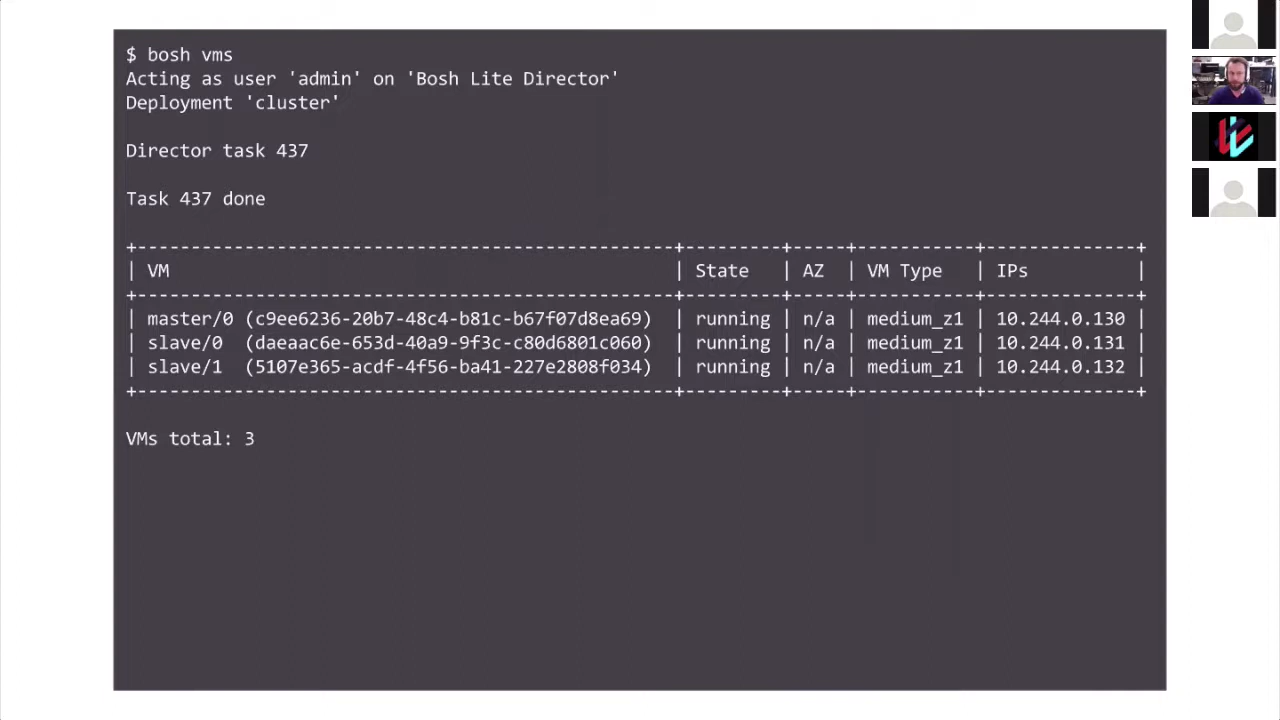 $ bosh vms
Acting as user 'admin' on 'Bosh Lite Director'
Deployment 'cluster'
Director task 437
Task 437 done
+--------------------------------------------------+---------+-----+-----------+--------------+
| VM | State | AZ | VM Type | IPs |
+--------------------------------------------------+---------+-----+-----------+--------------+
| master/0 (c9ee6236-20b7-48c4-b81c-b67f07d8ea69) | running | n/a | medium_z1 | 10.244.0.130 |
| slave/0 (daeaac6e-653d-40a9-9f3c-c80d6801c060) | running | n/a | medium_z1 | 10.244.0.131 |
| slave/1 (5107e365-acdf-4f56-ba41-227e2808f034) | running | n/a | medium_z1 | 10.244.0.132 |
+--------------------------------------------------+---------+-----+-----------+--------------+
VMs total: 3